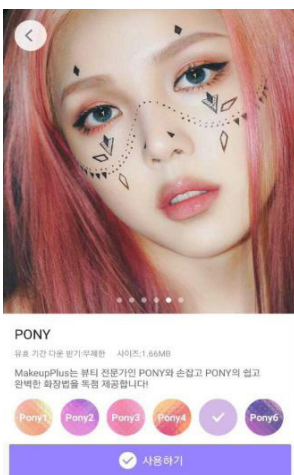 PONY
유효 기간 다운 받기:무제한 사이즈:1.66MB
MakeupPlus는 뷰티 전문가인 PONY와 손잡고 PONY의 쉽고
완벽한 화장법을 독점 제공합니다!
Pony1 Pony2 Pony3 Pony4 Pony6
사용하기